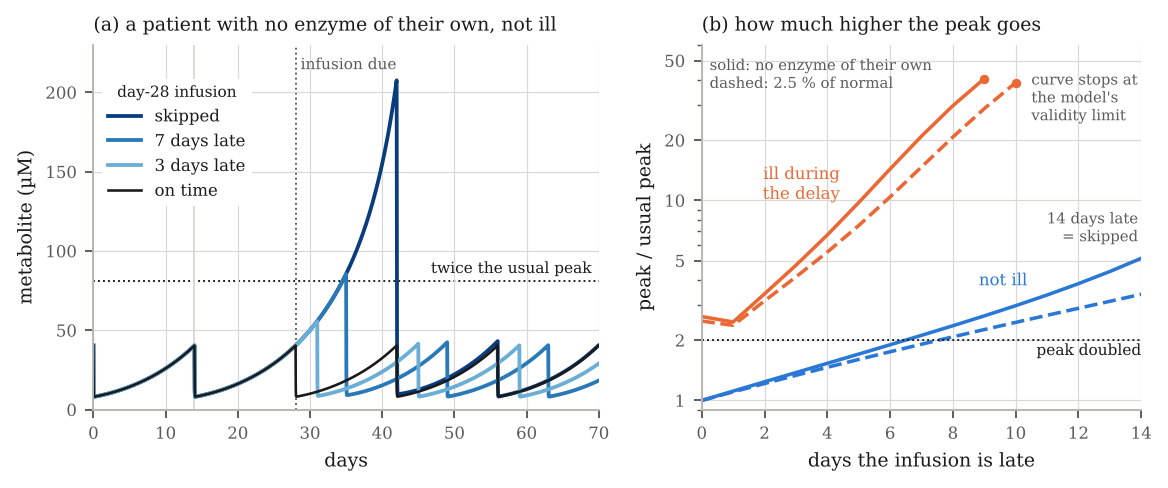 (a) a patient with no enzyme of their own, not ill
infusion due
day-28 infusion
skipped
7 days late
3 days late
on time
twice the usual peak
metabolite (µM)
0
50
100
150
200
0 10 20 30 40 50 60 70
days
(b) how much higher the peak goes
solid: no enzyme of their own
dashed: 2.5 % of normal
curve stops at
the model's
validity limit
ill during
the delay
14 days late
= skipped
not ill
peak doubled
peak / usual peak
50
20
10
5
2
1
0 2 4 6 8 10 12 14
days the infusion is late